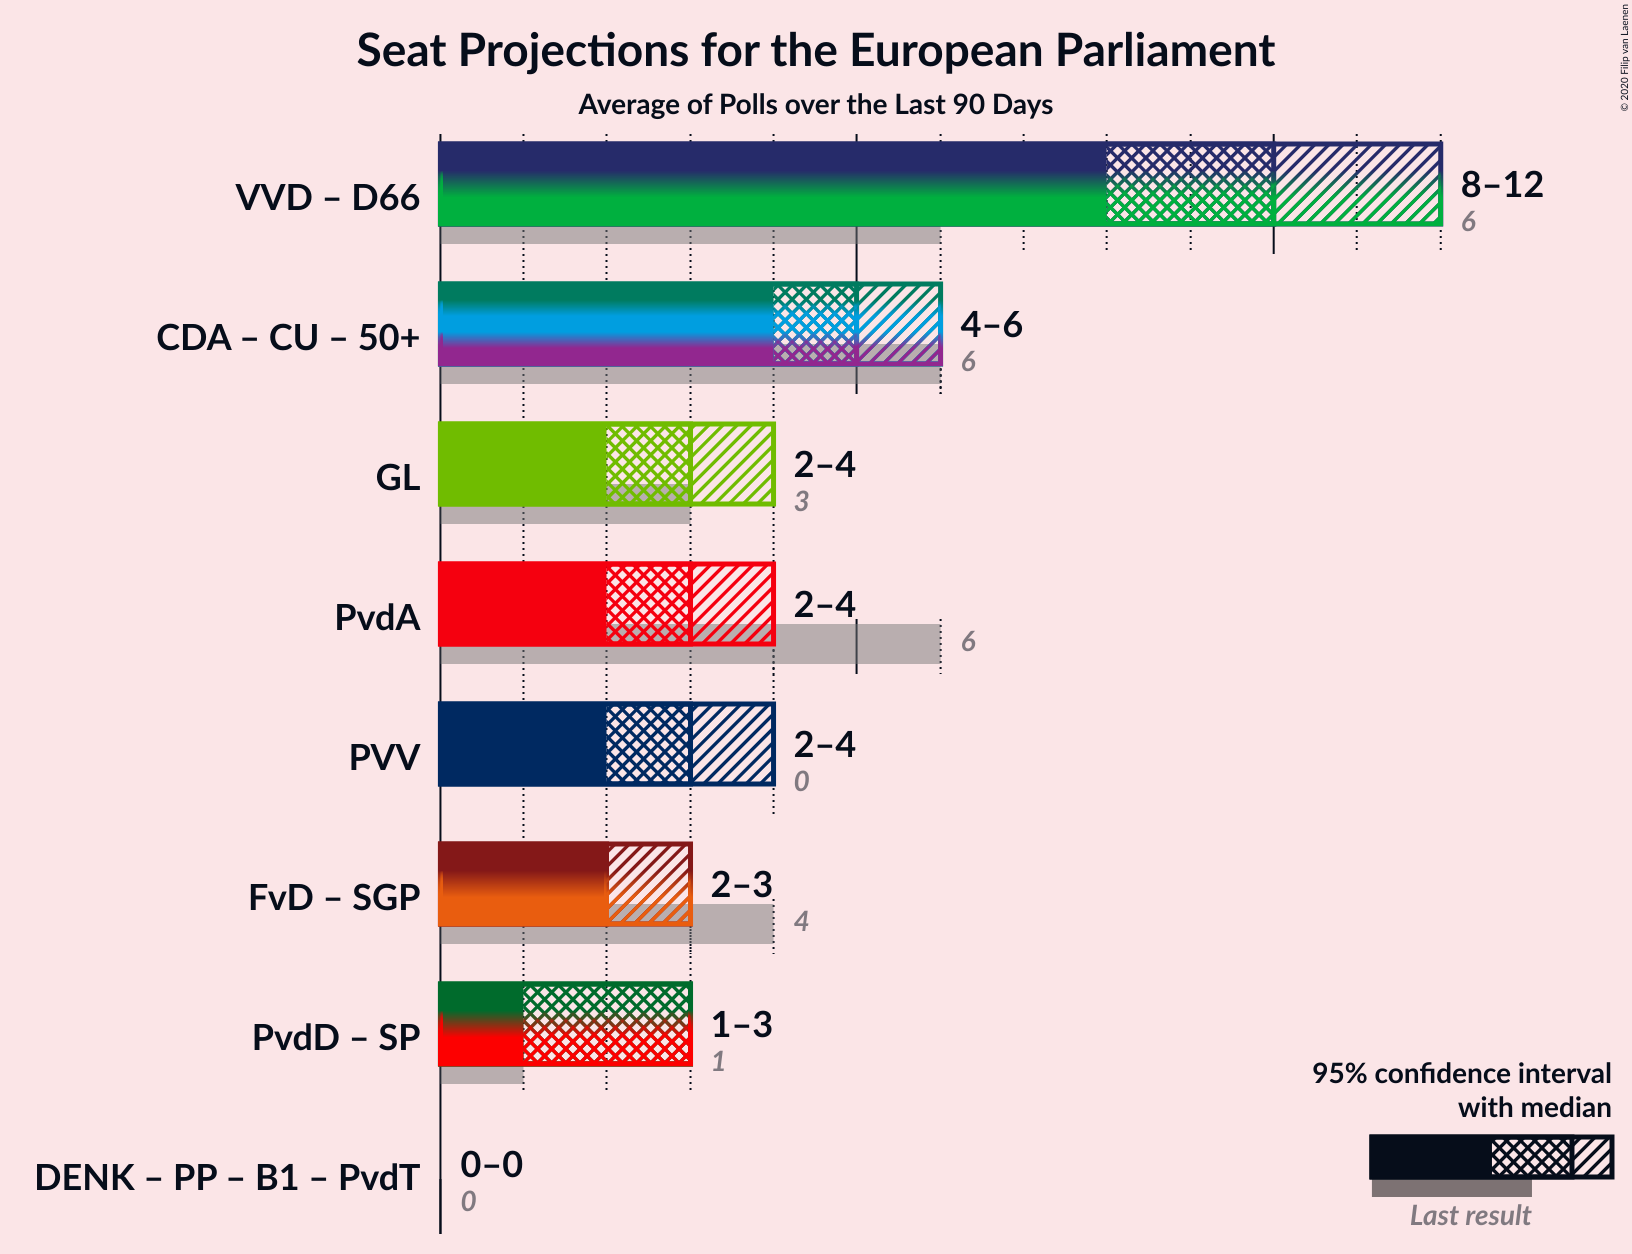 Seat Projections for the European Parliament
Average of Polls over the Last 90 Days
© 2020 Filip van Laenen
VVD – D66
8–12
6
CDA – CU – 50+
4–6
6
GL
2–4
3
PvdA
2–4
6
PVV
2–4
0
FvD – SGP
2–3
4
PvdD – SP
1–3
1
DENK – PP – B1 – PvdT
0–0
0
95% confidence interval
with median
Last result